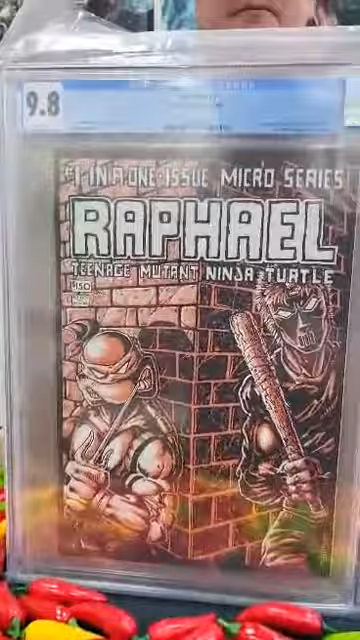 9.8
#1 IN A ONE-ISSUE MICRO SERIES
RAPHAEL
TEENAGE MUTANT NINJA TURTLE
$1.50